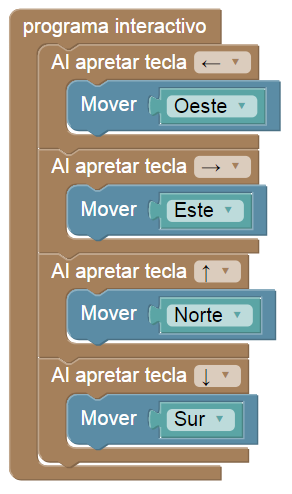 programa interactivo
Al apretar tecla ←
Mover Oeste
Al apretar tecla →
Mover Este
Al apretar tecla ↑
Mover Norte
Al apretar tecla ↓
Mover Sur